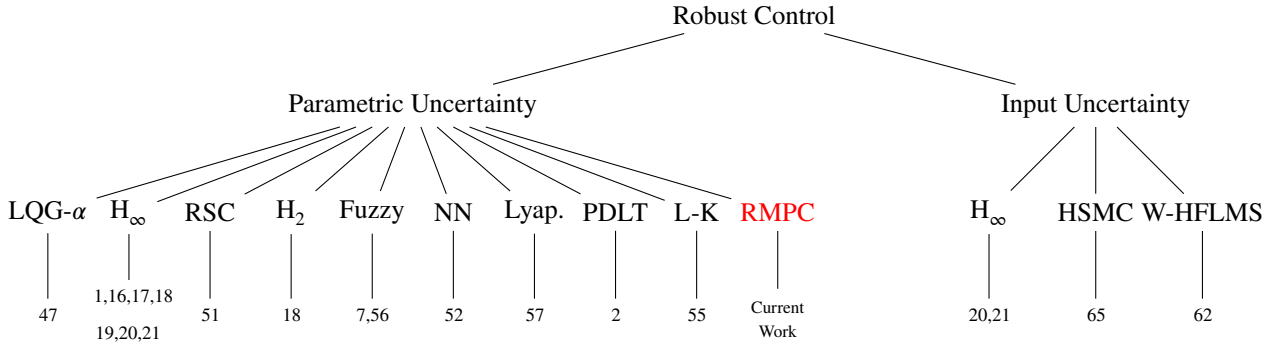 Robust Control
Parametric Uncertainty Input Uncertainty
LQG-α H∞ RSC H₂ Fuzzy NN Lyap. PDLT L-K RMPC H∞ HSMC W-HFLMS
47 1,16,17,18 51 18 7,56 52 57 2 55 Current 20,21 65 62
19,20,21 Work